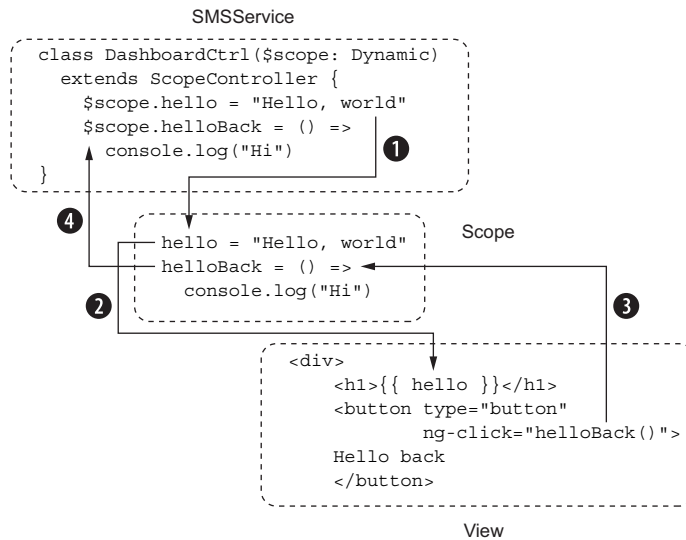 SMSService
class DashboardCtrl($scope: Dynamic)
extends ScopeController {
$scope.hello = "Hello, world"
$scope.helloBack = () =>
console.log("Hi")
}
1
4
hello = "Hello, world"
helloBack = () =>
console.log("Hi")
Scope
2
3
<div>
<h1>{{ hello }}</h1>
<button type="button"
ng-click="helloBack()">
Hello back
</button>
View